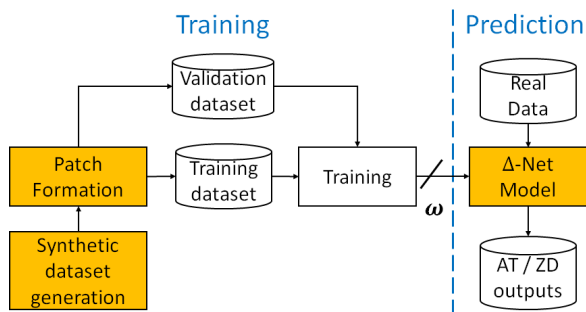 Training
Prediction
Validation
dataset
Real
Data
Patch
Formation
Training
dataset
Training
Δ-Net
Model
ω
Synthetic
dataset
generation
AT / ZD
outputs